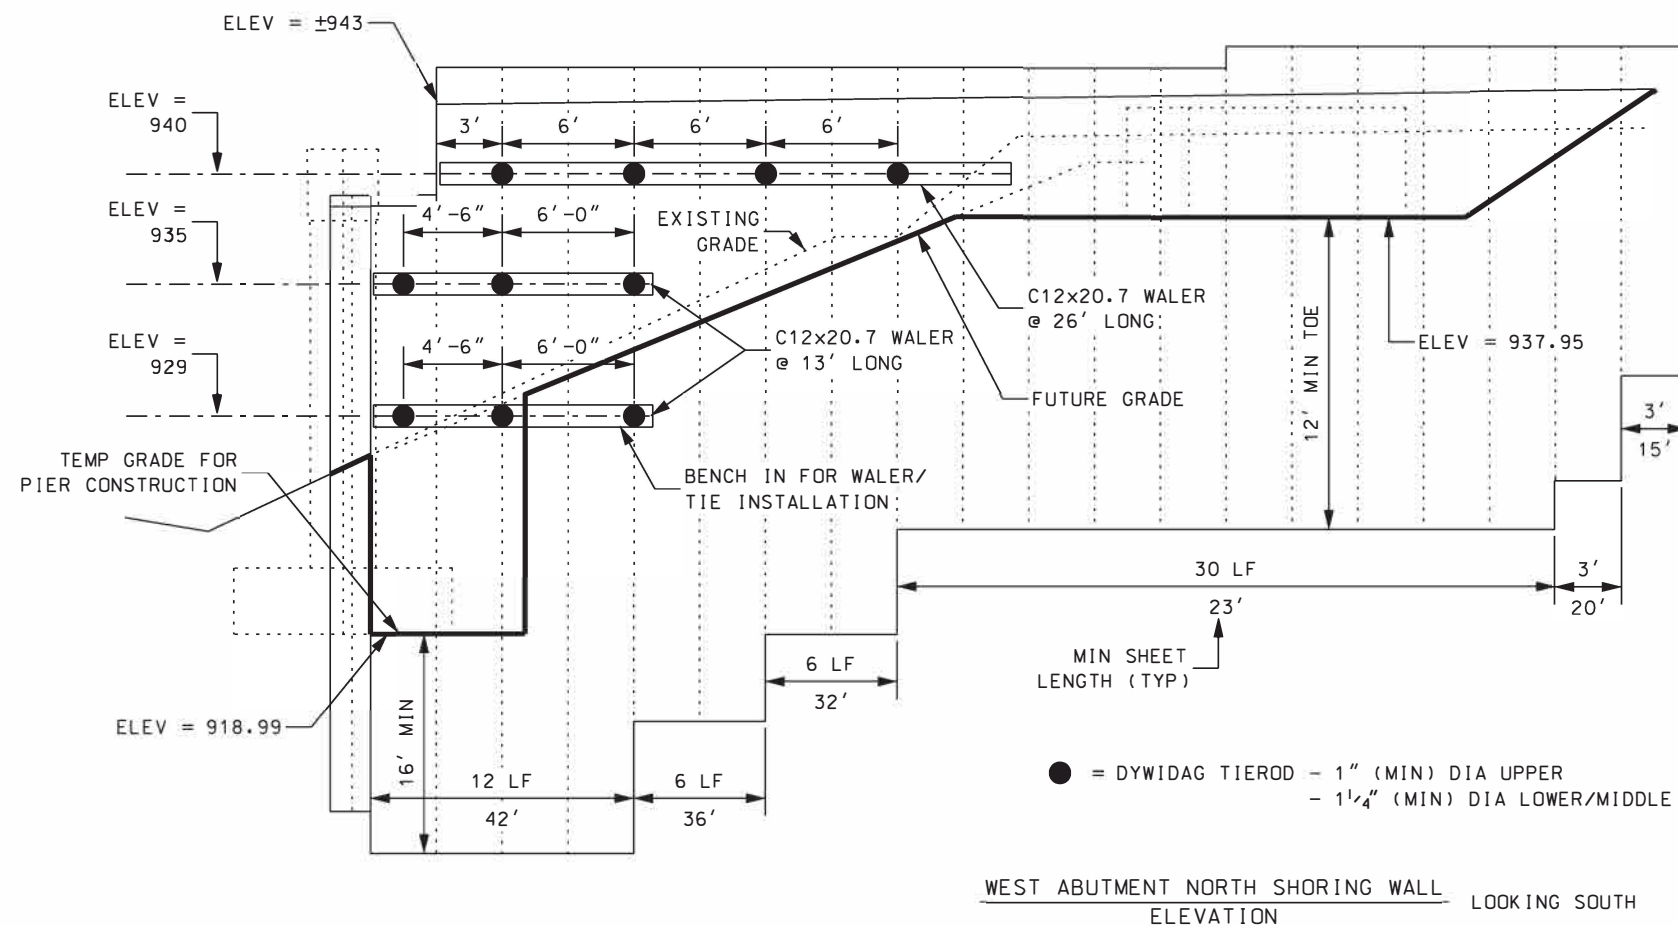 ELEV = ±943
ELEV =
940
3'
6'
6'
6'
ELEV =
935
4'-6"
6'-0"
EXISTING
GRADE
C12x20.7 WALER
@ 26' LONG
12' MIN TOE
ELEV = 937.95
ELEV =
929
4'-6"
6'-0"
C12x20.7 WALER
@ 13' LONG
FUTURE GRADE
3'
15'
TEMP GRADE FOR
PIER CONSTRUCTION
BENCH IN FOR WALER/
TIE INSTALLATION
30 LF
23'
3'
20'
MIN SHEET
LENGTH (TYP)
6 LF
32'
ELEV = 918.99
16' MIN
12 LF
42'
6 LF
36'
= DYWIDAG TIEROD - 1" (MIN) DIA UPPER
- 1 1/4" (MIN) DIA LOWER/MIDDLE
WEST ABUTMENT NORTH SHORING WALL
ELEVATION
LOOKING SOUTH